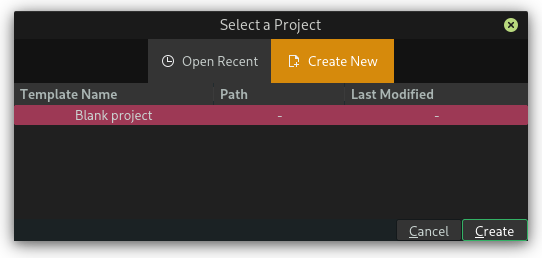 Select a Project
Open Recent Create New
Template Name Path Last Modified
Blank project - -
Cancel Create